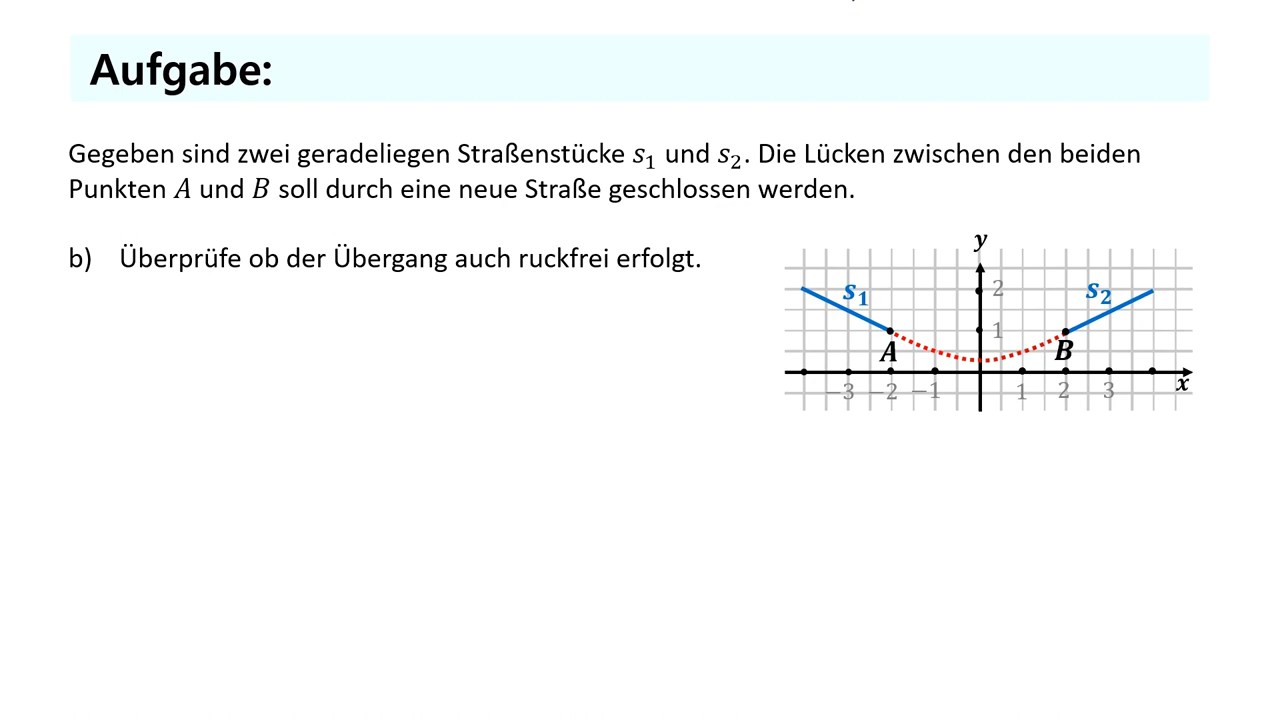 Aufgabe:
Gegeben sind zwei geradeliegen Straßenstücke s₁ und s₂. Die Lücken zwischen den beiden
Punkten A und B soll durch eine neue Straße geschlossen werden.
b) Überprüfe ob der Übergang auch ruckfrei erfolgt.
y
s₁
2
s₂
1
A
B
−3 −2 −1 1 2 3 x